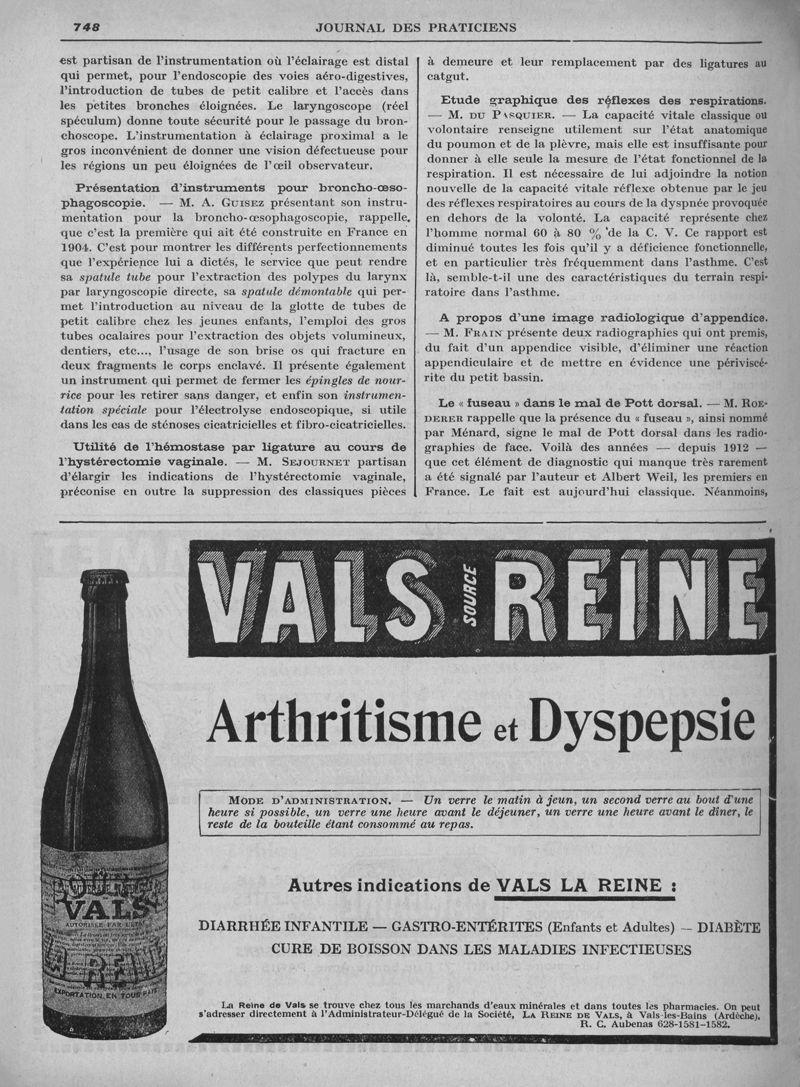 748
JOURNAL DES PRATICIENS
est partisan de l'instrumentation où l'éclairage est distal
qui permet, pour l'endoscopie des voies aéro-digestives,
l'introduction de tubes de petit calibre et l'accès dans
les petites bronches éloignées. Le laryngoscope (réel
spéculum) donne toute sécurité pour le passage du bron-
choscope. L'instrumentation à éclairage proximal a le
gros inconvénient de donner une vision défectueuse pour
les régions un peu éloignées de l'œil observateur.
Présentation d'instruments pour broncho-œso-
phagoscopie. — M. A. GUISEZ présentant son instru-
mentation pour la broncho-œsophagoscopie, rappelle,
que c'est la première qui ait été construite en France en
1904. C'est pour montrer les différents perfectionnements
que l'expérience lui a dictés, le service que peut rendre
sa spatule tube pour l'extraction des polypes du larynx
par laryngoscopie directe, sa spatule démontable qui per-
met l'introduction au niveau de la glotte de tubes de
petit calibre chez les jeunes enfants, l'emploi des gros
tubes ocalaires pour l'extraction des objets volumineux,
dentiers, etc..., l'usage de son brise os qui fracture en
deux fragments le corps enclavé. Il présente également
un instrument qui permet de fermer les épingles de nour-
rice pour les retirer sans danger, et enfin son instrumen-
tation spéciale pour l'électrolyse endoscopique, si utile
dans les cas de sténoses cicatricielles et fibro-cicatricielles.
Utilité de l'hémostase par ligature au cours de
l'hystérectomie vaginale. — M. SEJOURNET partisan
d'élargir les indications de l'hystérectomie vaginale,
préconise en outre la suppression des classiques pièces
à demeure et leur remplacement par des ligatures au
catgut.
Etude graphique des réflexes des respirations.
— M. DU PASQUIER. — La capacité vitale classique ou
volontaire renseigne utilement sur l'état anatomique
du poumon et de la plèvre, mais elle est insuffisante pour
donner à elle seule la mesure de l'état fonctionnel de la
respiration. Il est nécessaire de lui adjoindre la notion
nouvelle de la capacité vitale réflexe obtenue par le jeu
des réflexes respiratoires au cours de la dyspnée provoquée
en dehors de la volonté. La capacité représente chez
l'homme normal 60 à 80 % de la C. V. Ce rapport est
diminué toutes les fois qu'il y a déficience fonctionnelle,
et en particulier très fréquemment dans l'asthme. C'est
là, semble-t-il une des caractéristiques du terrain respi-
ratoire dans l'asthme.
A propos d'une image radiologique d'appendice.
— M. FRAIN présente deux radiographies qui ont premis,
du fait d'un appendice visible, d'éliminer une réaction
appendiculaire et de mettre en évidence une périviscé-
rite du petit bassin.
Le « fuseau » dans le mal de Pott dorsal. — M. ROE-
DERER rappelle que la présence du « fuseau », ainsi nommé
par Ménard, signe le mal de Pott dorsal dans les radio-
graphies de face. Voilà des années — depuis 1912 —
que cet élément de diagnostic qui manque très rarement
a été signalé par l'auteur et Albert Weil, les premiers en
France. Le fait est aujourd'hui classique. Néanmoins,
VALS SOURCE REINE
Arthritisme et Dyspepsie
MODE D'ADMINISTRATION. — Un verre le matin à jeun, un second verre au bout d'une
heure si possible, un verre une heure avant le déjeuner, un verre une heure avant le dîner, le
reste de la bouteille étant consommé au repas.
Autres indications de VALS LA REINE :
DIARRHÉE INFANTILE — GASTRO-ENTÉRITES (Enfants et Adultes) — DIABÈTE
CURE DE BOISSON DANS LES MALADIES INFECTIEUSES
La Reine de Vals se trouve chez tous les marchands d'eaux minérales et dans toutes les pharmacies. On peut
s'adresser directement à l'Administrateur-Délégué de la Société, LA REINE DE VALS, à Vals-les-Bains (Ardèche).
R. C. Aubenas 628-1581-1582.
VALS
AUTORISÉE PAR L'ÉTAT
LA REINE
EXPORTATION EN TOUS PAYS